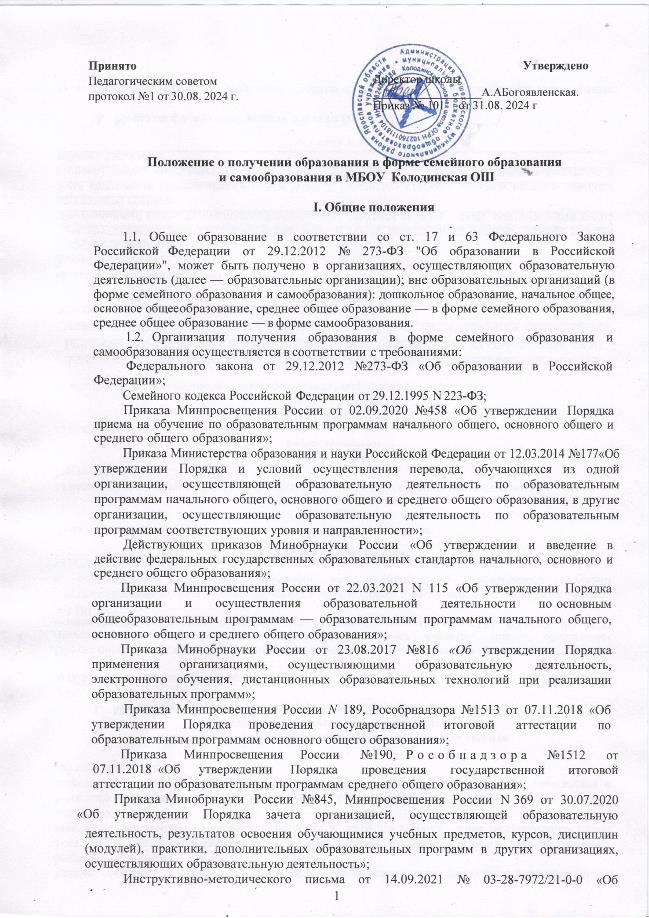 Принято Утверждено
Педагогическим советом Директор школы
протокол №1 от 30.08. 2024 г. А.АБогоявленская.
Приказ № 101 от 31.08. 2024 г
Положение о получении образования в форме семейного образования
и самообразования в МБОУ Колодинская ОШ
I. Общие положения
1.1. Общее образование в соответствии со ст. 17 и 63 Федерального Закона
Российской Федерации от 29.12.2012 № 273-ФЗ "Об образовании в Российской
Федерации»", может быть получено в организациях, осуществляющих образовательную
деятельность (далее — образовательные организации); вне образовательных организаций (в
форме семейного образования и самообразования): дошкольное образование, начальное общее,
основное общееобразование, среднее общее образование — в форме семейного образования,
среднее общее образование — в форме самообразования.
1.2. Организация получения образования в форме семейного образования и
самообразования осуществляется в соответствии с требованиями:
Федерального закона от 29.12.2012 №273-ФЗ «Об образовании в Российской
Федерации»;
Семейного кодекса Российской Федерации от 29.12.1995 N 223-ФЗ;
Приказа Минпросвещения России от 02.09.2020 №458 «Об утверждении Порядка
приема на обучение по образовательным программам начального общего, основного общего и
среднего общего образования»;
Приказа Министерства образования и науки Российской Федерации от 12.03.2014 №177«Об
утверждении Порядка и условий осуществления перевода, обучающихся из одной
организации, осуществляющей образовательную деятельность по образовательным
программам начального общего, основного общего и среднего общего образования, в другие
организации, осуществляющие образовательную деятельность по образовательным
программам соответствующих уровня и направленности»;
Действующих приказов Минобрнауки России «Об утверждении и введение в
действие федеральных государственных образовательных стандартов начального, основного и
среднего общего образования»;
Приказа Минпросвещения России от 22.03.2021 N 115 «Об утверждении Порядка
организации и осуществления образовательной деятельности по основным
общеобразовательным программам — образовательным программам начального общего,
основного общего и среднего общего образования»;
Приказа Минобрнауки России от 23.08.2017 №816 «Об утверждении Порядка
применения организациями, осуществляющими образовательную деятельность,
электронного обучения, дистанционных образовательных технологий при реализации
образовательных программ»;
Приказа Минпросвещения России N 189, Рособрнадзора №1513 от 07.11.2018 «Об
утверждении Порядка проведения государственной итоговой аттестации по
образовательным программам основного общего образования»;
Приказа Минпросвещения России №190, Рособнадзора №1512 от
07.11.2018 «Об утверждении Порядка проведения государственной итоговой
аттестации по образовательным программам среднего общего образования»;
Приказа Минобрнауки России №845, Минпросвещения России N 369 от 30.07.2020
«Об утверждении Порядка зачета организацией, осуществляющей образовательную
деятельность, результатов освоения обучающимися учебных предметов, курсов, дисциплин
(модулей), практики, дополнительных образовательных программ в других организациях,
осуществляющих образовательную деятельность»;
Инструктивно-методического письма от 14.09.2021 № 03-28-7972/21-0-0 «Об
1